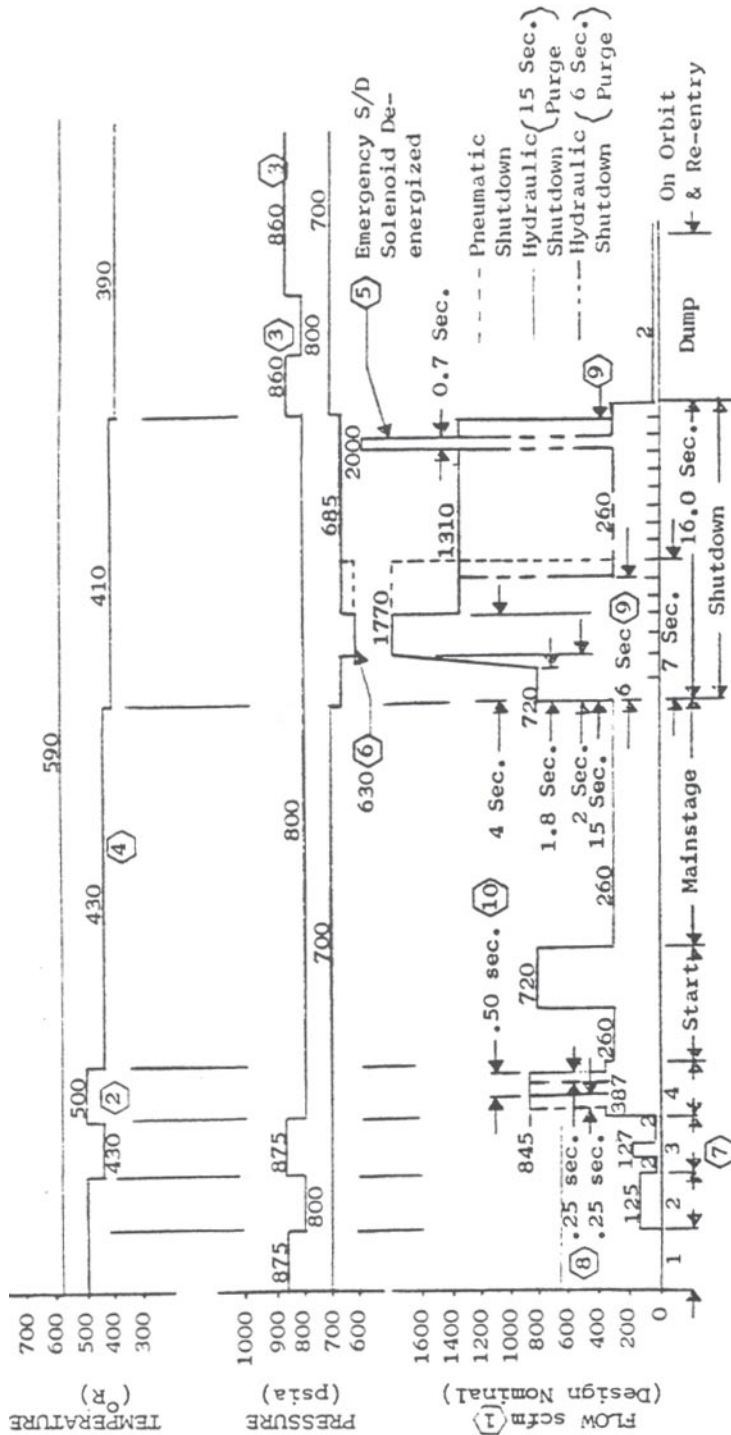 TEMPERATURE
(°R)
700
600
500
400
300
590
500
2
430
430
4
410
390
PRESSURE
(psia)
1000
900
800
700
600
875
800
875
800
700
630
6
685
860
3
800
860
3
700
FLOW scfm 1
(Design Nominal)
1600
1400
1200
1000
800
600
400
200
0
845
8
.25 sec.
.25 sec.
.50 sec.
10
125
2
127
2
387
260
720
260
4 Sec.
1.8 Sec.
2 Sec.
15 Sec.
720
1770
6 Sec
9
7 Sec.
1310
2000
260
0.7 Sec.
9
16.0 Sec.
2
5
Emergency S/D
Solenoid De-
energized
Pneumatic
Shutdown
Hydraulic {15 Sec.}
Shutdown {Purge
Hydraulic { 6 Sec.}
Shutdown {Purge
1
2
3
4
7
Start
Mainstage
Shutdown
Dump
On Orbit
& Re-entry